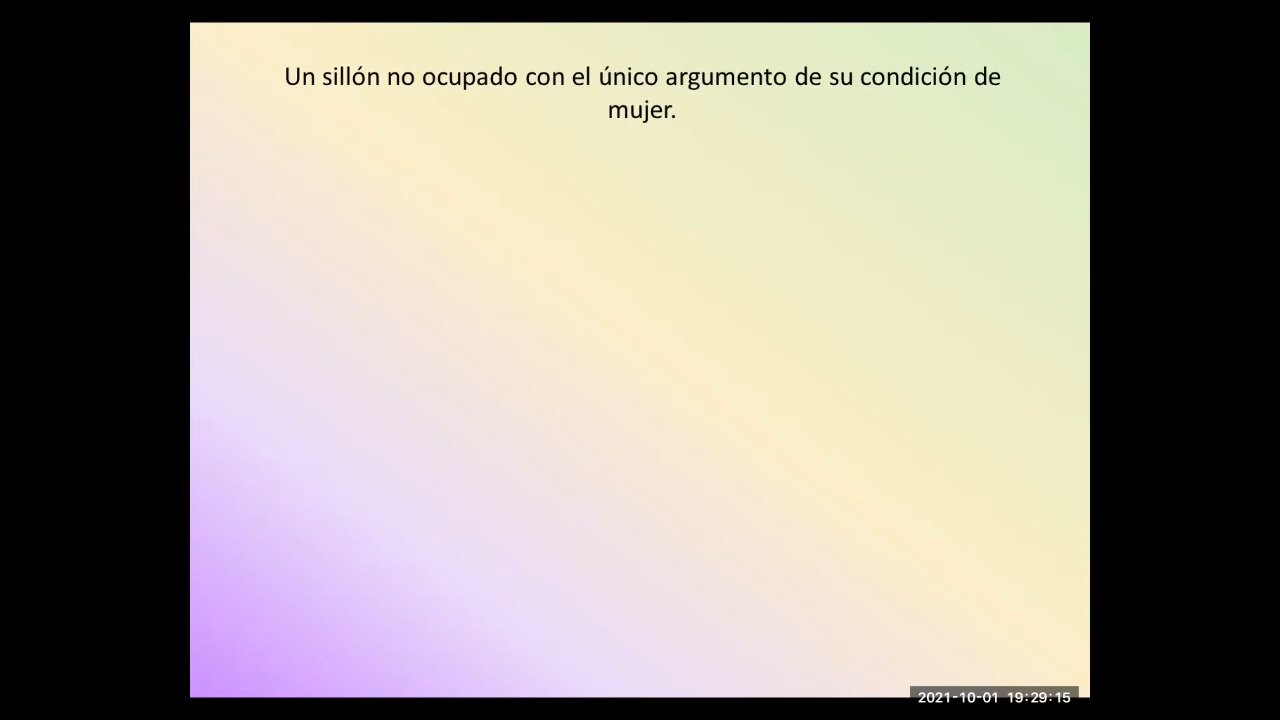 Un sillón no ocupado con el único argumento de su condición de
mujer.
2021-10-01 19:29:15